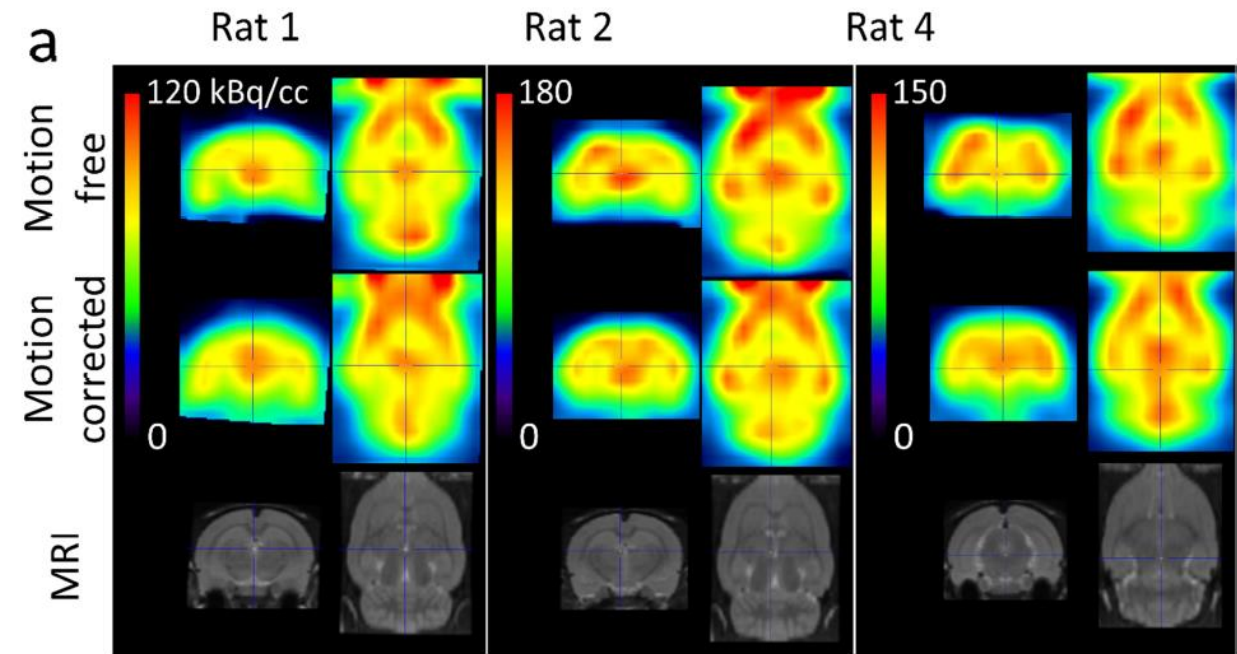 a
Rat 1
Rat 2
Rat 4
Motion
free
120 kBq/cc
180
150
Motion
corrected
0
0
0
MRI